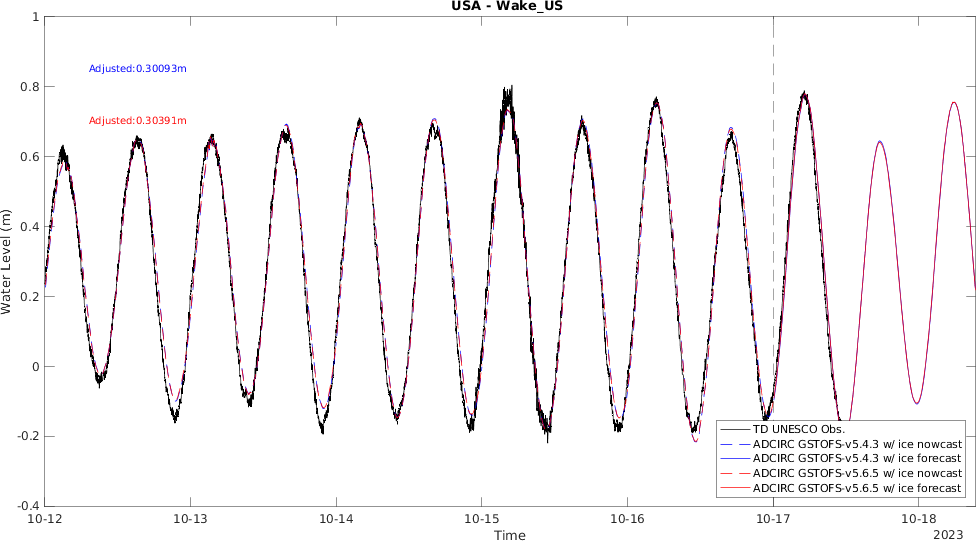 USA - Wake_US
1
0.8
0.6
0.4
0.2
0
-0.2
-0.4
Water Level (m)
Adjusted:0.30093m
Adjusted:0.30391m
TD UNESCO Obs.
ADCIRC GSTOFS-v5.4.3 w/ ice nowcast
ADCIRC GSTOFS-v5.4.3 w/ ice forecast
ADCIRC GSTOFS-v5.6.5 w/ ice nowcast
ADCIRC GSTOFS-v5.6.5 w/ ice forecast
10-12 10-13 10-14 10-15 10-16 10-17 10-18
Time
2023